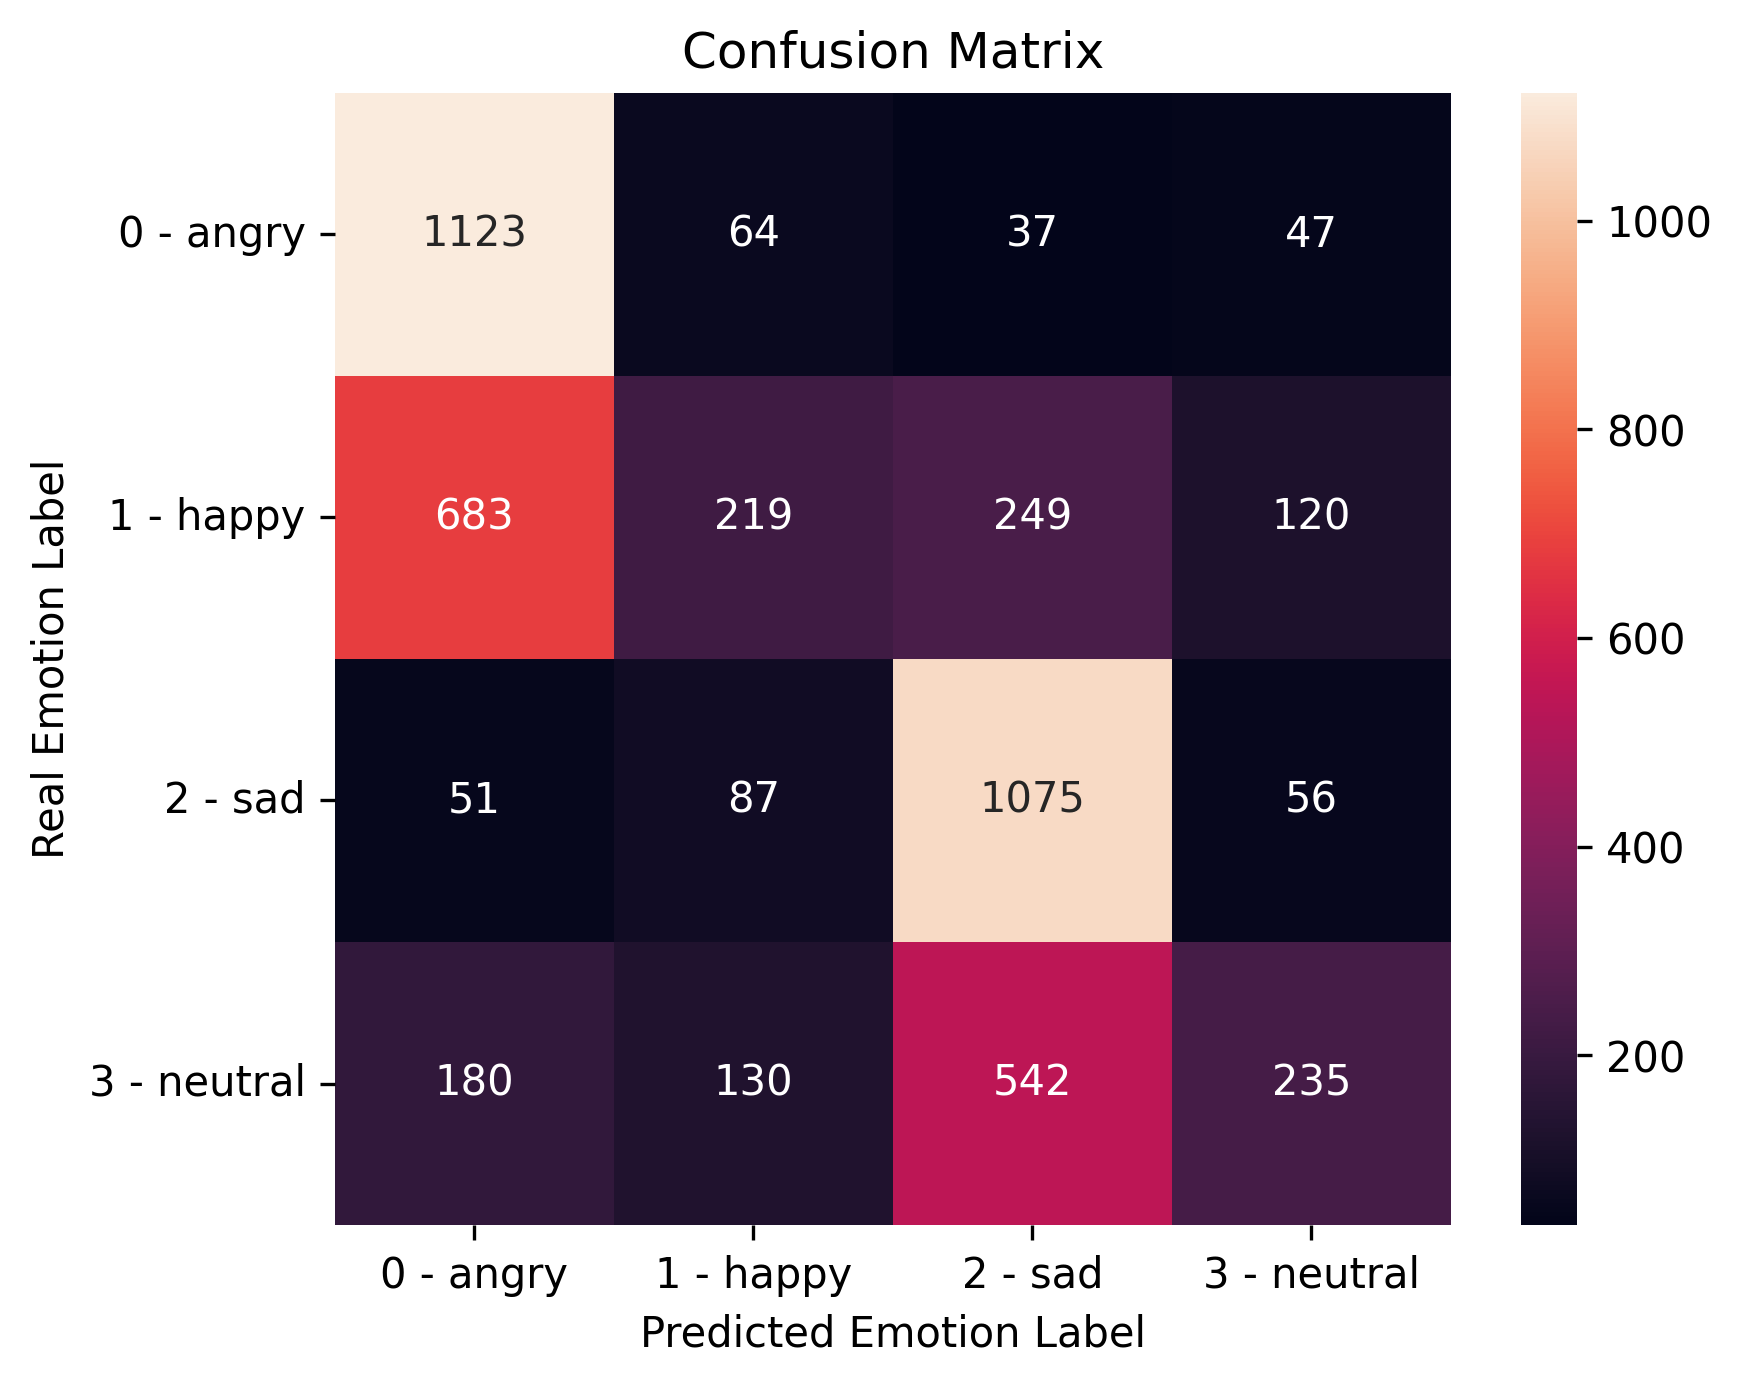 Confusion Matrix
0 - angry 1123 64 37 47
1 - happy 683 219 249 120
2 - sad 51 87 1075 56
3 - neutral 180 130 542 235
0 - angry 1 - happy 2 - sad 3 - neutral
Predicted Emotion Label
Real Emotion Label
1000
800
600
400
200